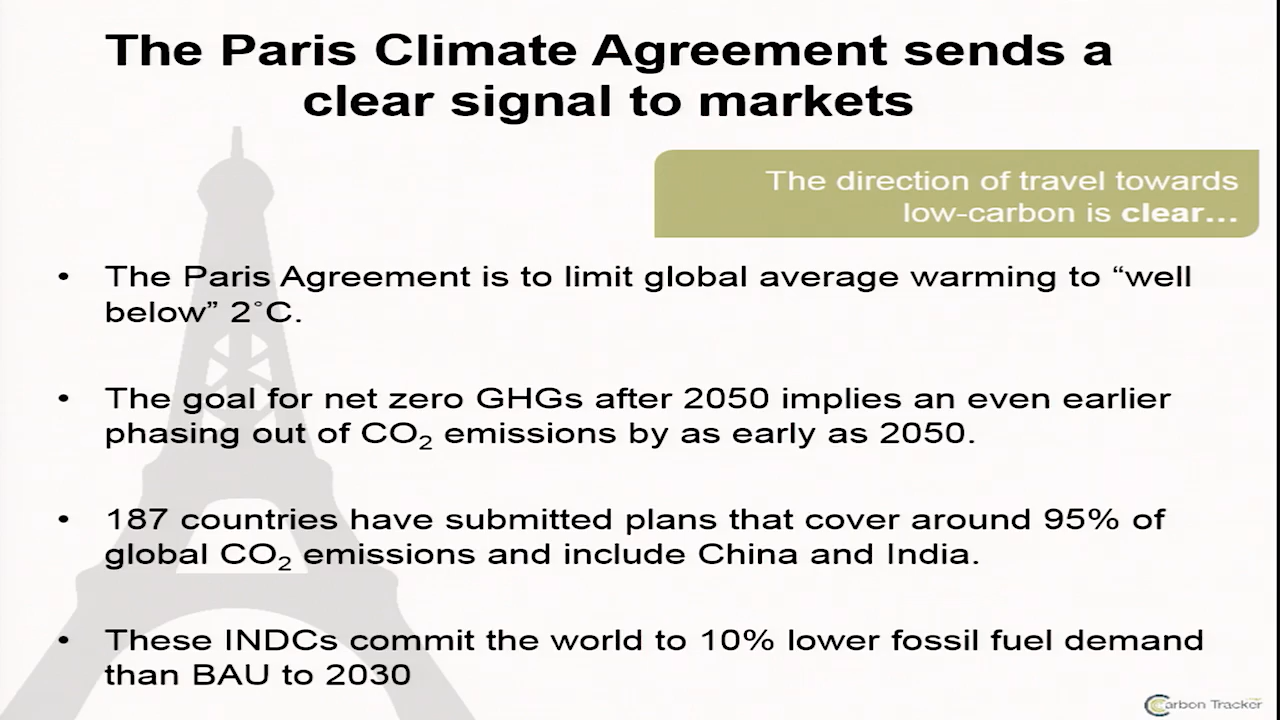 The Paris Climate Agreement sends a
clear signal to markets
The direction of travel towards
low-carbon is clear...
• The Paris Agreement is to limit global average warming to “well
below” 2˚C.
• The goal for net zero GHGs after 2050 implies an even earlier
phasing out of CO₂ emissions by as early as 2050.
• 187 countries have submitted plans that cover around 95% of
global CO₂ emissions and include China and India.
• These INDCs commit the world to 10% lower fossil fuel demand
than BAU to 2030
Carbon Tracker